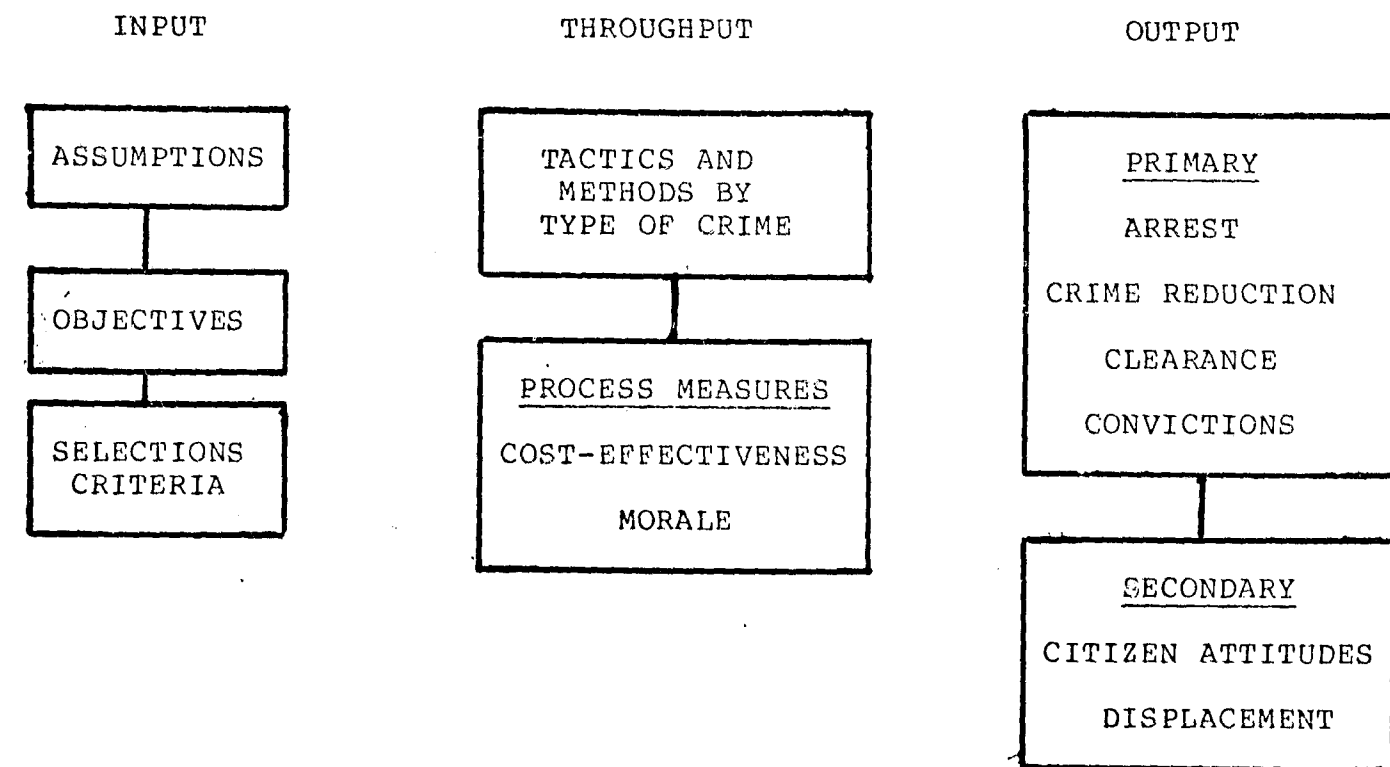 INPUT
THROUGHPUT
OUTPUT
ASSUMPTIONS
OBJECTIVES
SELECTIONS
CRITERIA
TACTICS AND
METHODS BY
TYPE OF CRIME
PROCESS MEASURES
COST-EFFECTIVENESS
MORALE
PRIMARY
ARREST
CRIME REDUCTION
CLEARANCE
CONVICTIONS
SECONDARY
CITIZEN ATTITUDES
DISPLACEMENT